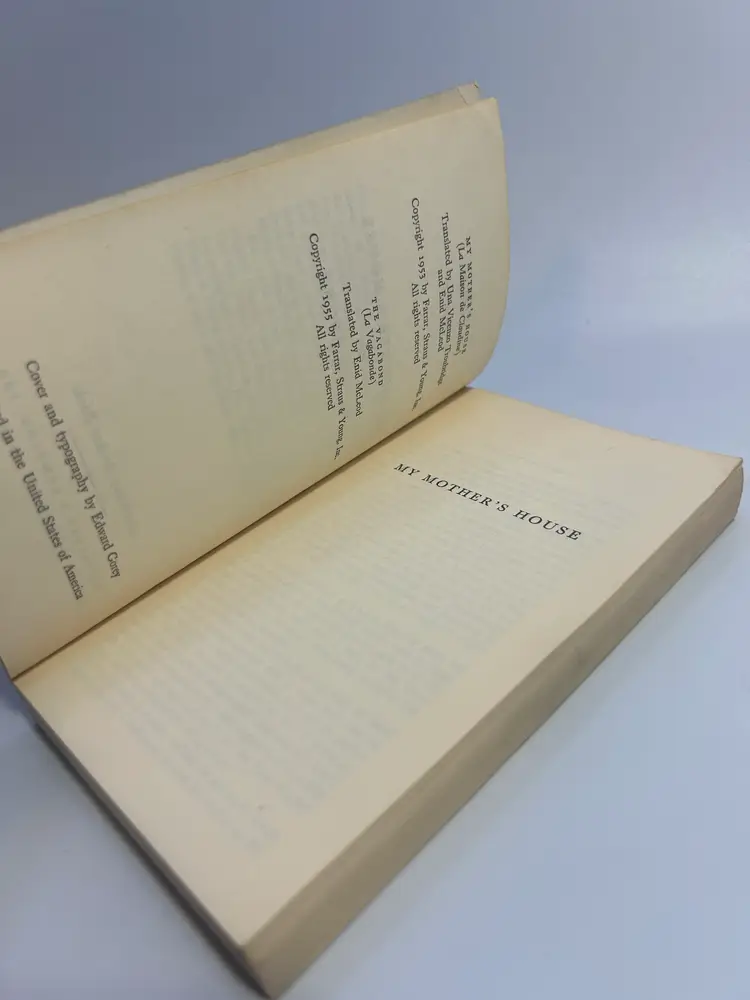 MY MOTHER'S HOUSE
(La Maison de Claudine)
Translated by Una Vicenzo Troubridge
and Enid McLeod
Copyright 1953 by Farrar, Straus & Young, Inc.
All rights reserved
THE VAGABOND
(La Vagabonde)
Translated by Enid McLeod
Copyright 1955 by Farrar, Straus & Young, Inc.
All rights reserved
Cover and typography by Edward Gorey
in the United States of America
MY MOTHER'S HOUSE